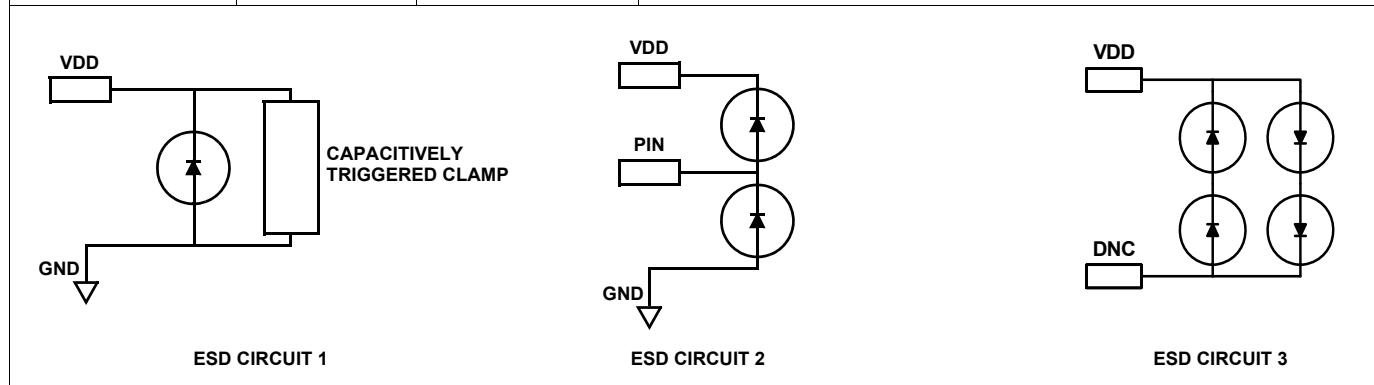 VDD
CAPACITIVELY
TRIGGERED CLAMP
GND
ESD CIRCUIT 1
VDD
PIN
GND
ESD CIRCUIT 2
VDD
DNC
ESD CIRCUIT 3